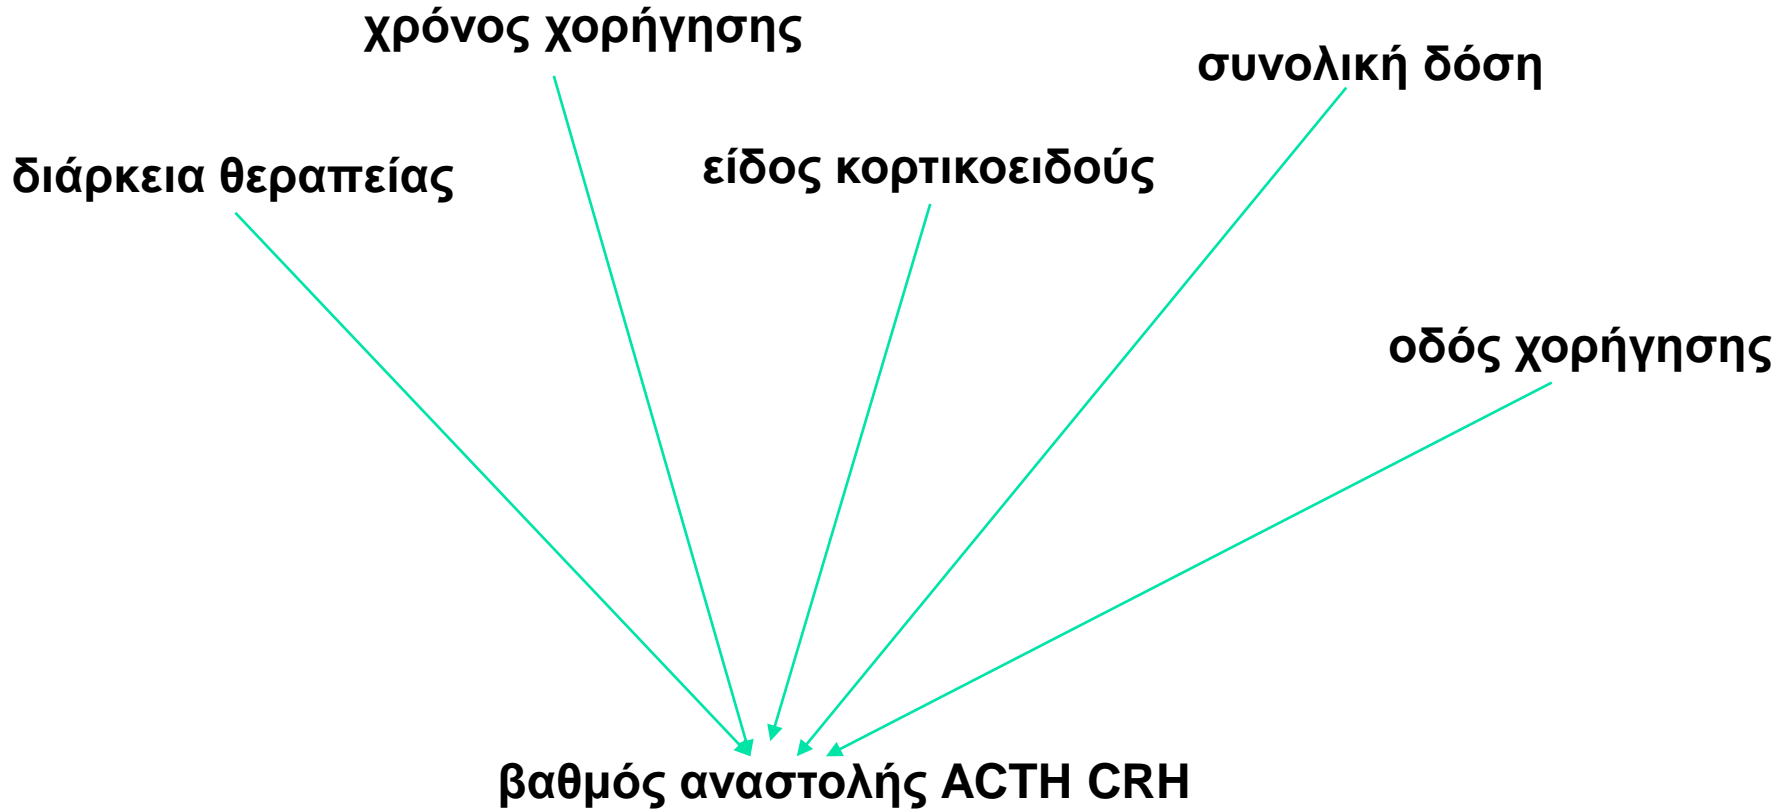 χρόνος χορήγησης
συνολική δόση
διάρκεια θεραπείας
είδος κορτικοειδούς
οδός χορήγησης
βαθμός αναστολής ACTH CRH